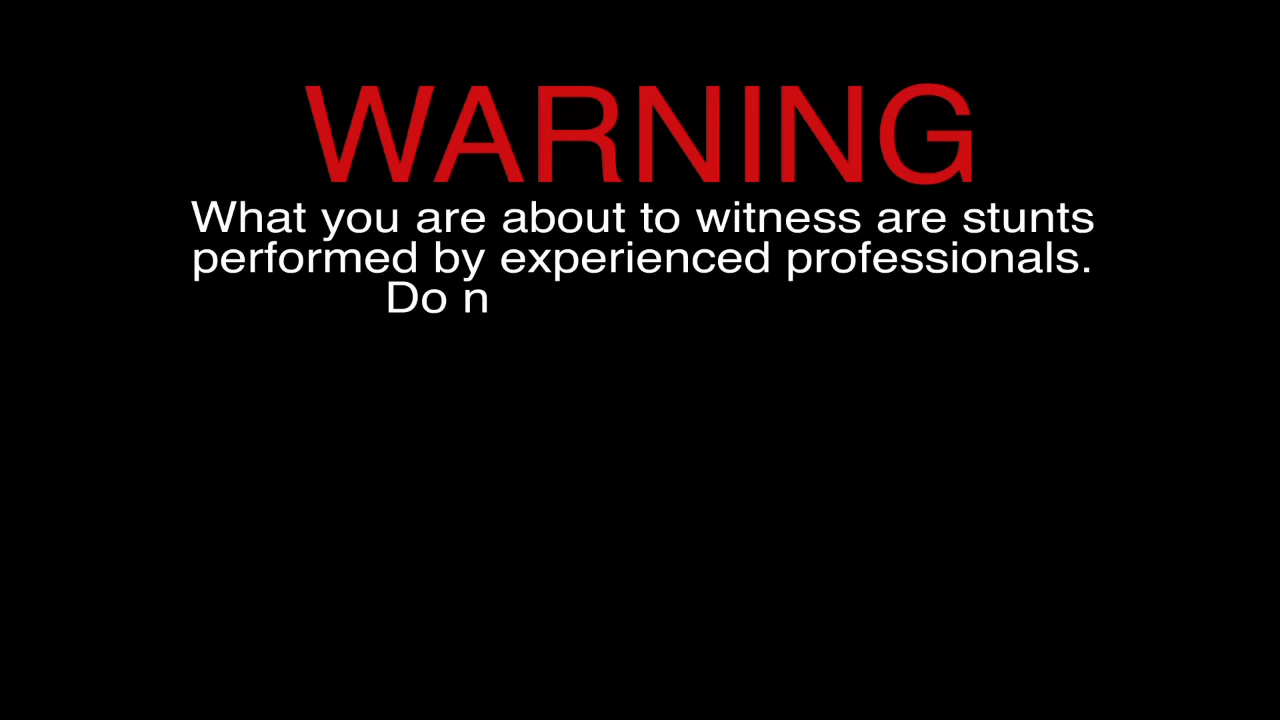 WARNING
What you are about to witness are stunts
performed by experienced professionals.
Do n